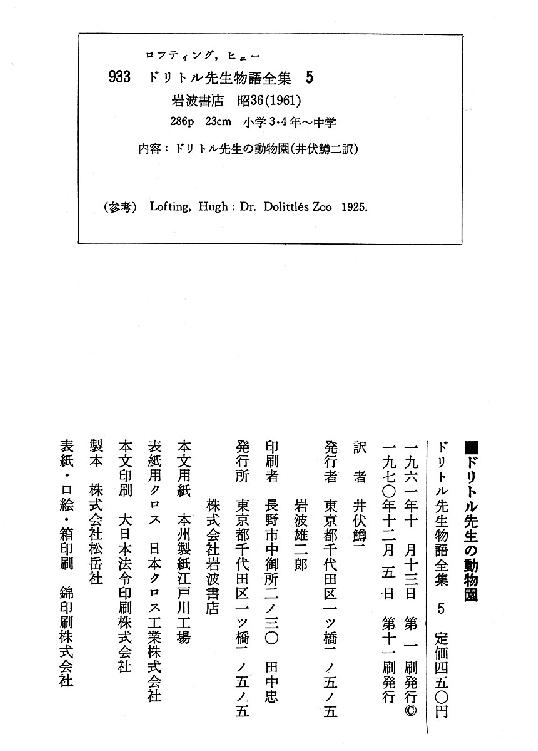 ロフティング, ヒュー
933 ドリトル先生物語全集 5
岩波書店 昭36(1961)
286p 23cm 小学3・4年〜中学
内容：ドリトル先生の動物園(井伏鱒二訳)
(参考) Lofting, Hugh : Dr. Dolittlés Zoo 1925.
■ドリトル先生の動物園
ドリトル先生物語全集 5 定価四五〇円
一九六一年十月十三日 第一刷発行©
一九七〇年十二月五日 第十一刷発行
訳者 井伏鱒二
発行者 東京都千代田区一ツ橋二ノ五ノ五
岩波雄二郎
印刷者 長野市中御所二ノ三〇 田中忠
発行所 東京都千代田区一ツ橋二ノ五ノ五
株式会社岩波書店
本文用紙 本州製紙江戸川工場
表紙用クロス 日本クロス工業株式会社
本文印刷 大日本法令印刷株式会社
製本 株式会社松岳社
表紙・口絵・箱印刷 錦印刷株式会社